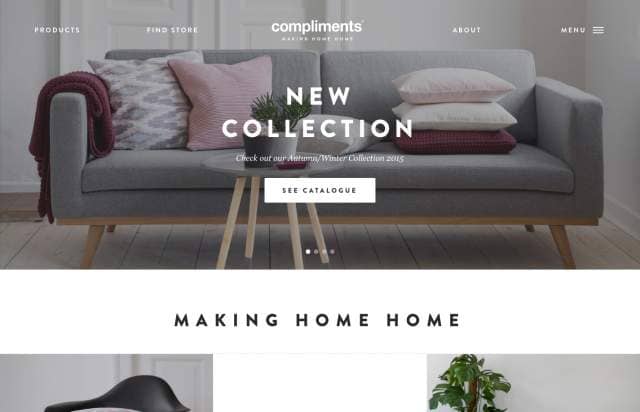 PRODUCTS
FIND STORE
compliments
MAKING HOME HOME
ABOUT
MENU
NEW
COLLECTION
Check out our Autumn/Winter Collection 2015
SEE CATALOGUE
MAKING HOME HOME